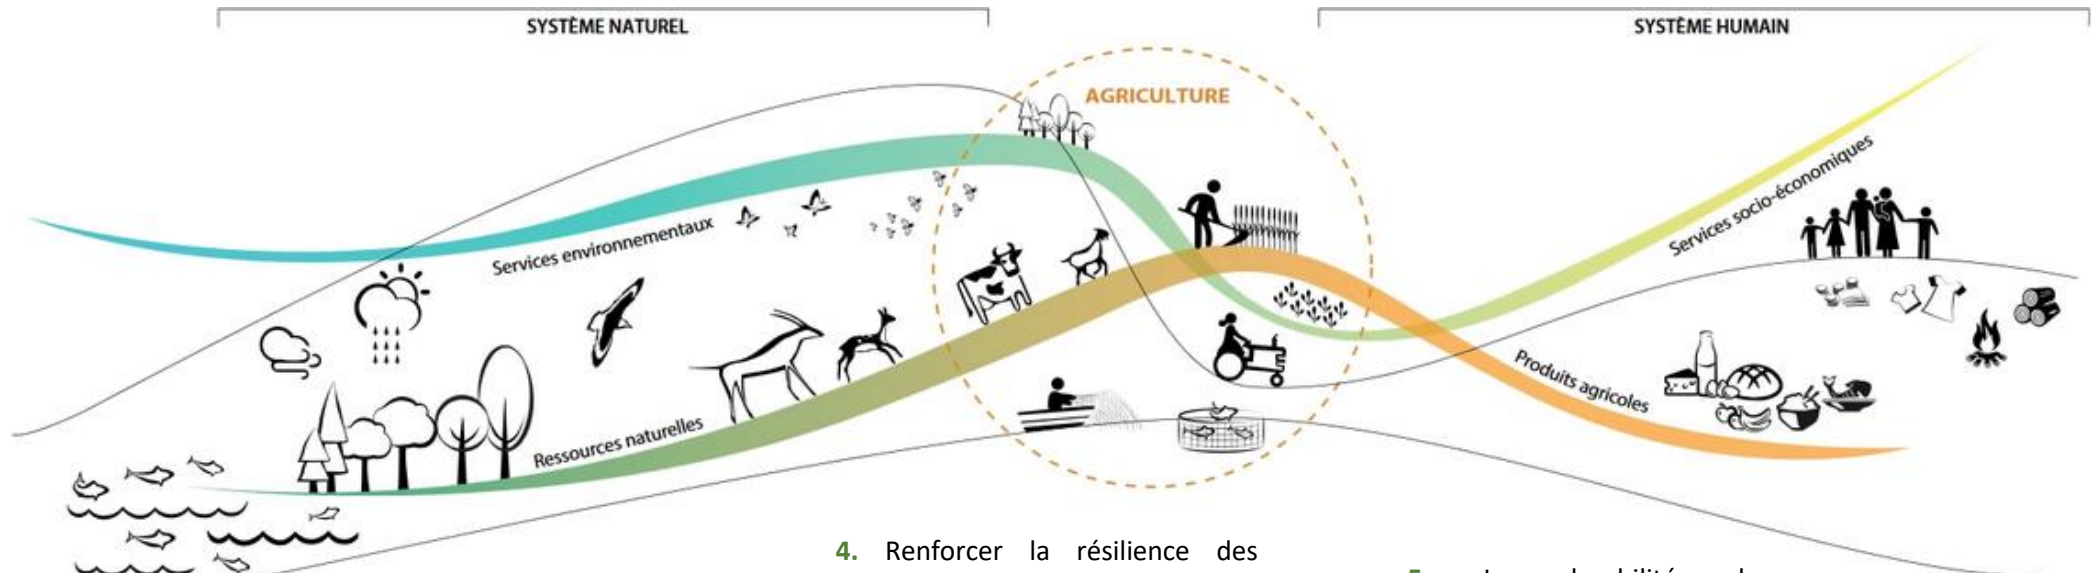 SYSTÈME NATUREL
SYSTÈME HUMAIN
AGRICULTURE
Services environnementaux
Services socio-économiques
Ressources naturelles
Produits agricoles
4. Renforcer la résilience des